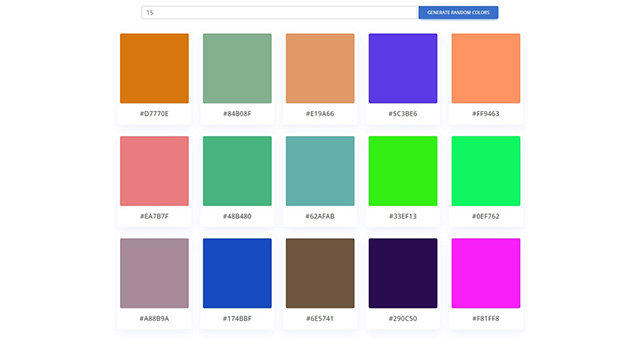 15
GENERATE RANDOM COLORS
#D7770E
#84B08F
#E19A66
#5C3BE6
#FF9463
#EA7B7F
#48B480
#62AFAB
#33EF13
#0EF762
#A88B9A
#174BBF
#6E5741
#290C50
#F81FF8